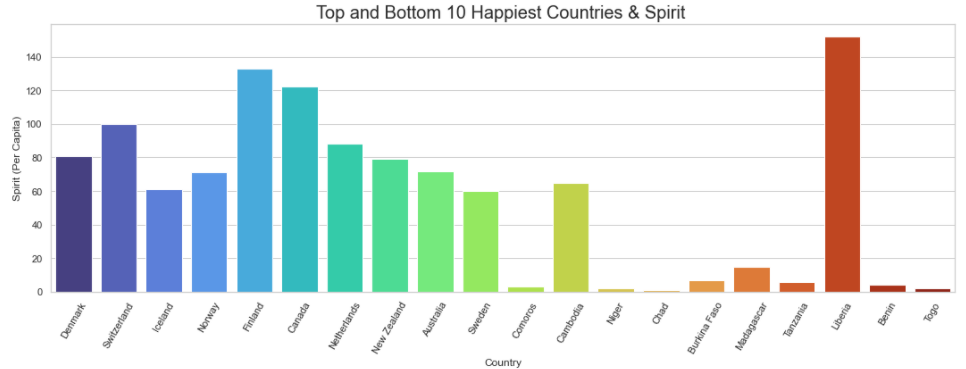 Top and Bottom 10 Happiest Countries & Spirit
Spirit (Per Capita)
140
120
100
80
60
40
20
0
Denmark
Switzerland
Iceland
Norway
Finland
Canada
Netherlands
New Zealand
Australia
Sweden
Comoros
Cambodia
Niger
Chad
Burkina Faso
Madagascar
Tanzania
Liberia
Benin
Togo
Country